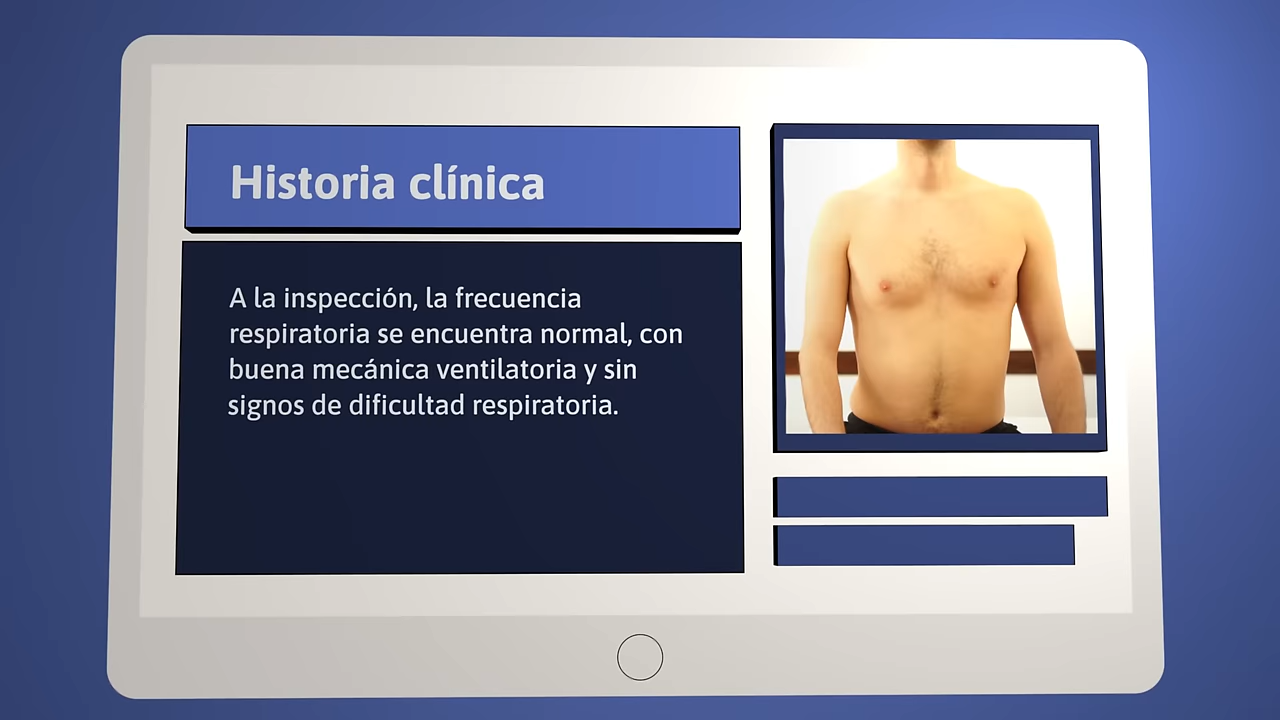 Historia clínica
A la inspección, la frecuencia
respiratoria se encuentra normal, con
buena mecánica ventilatoria y sin
signos de dificultad respiratoria.